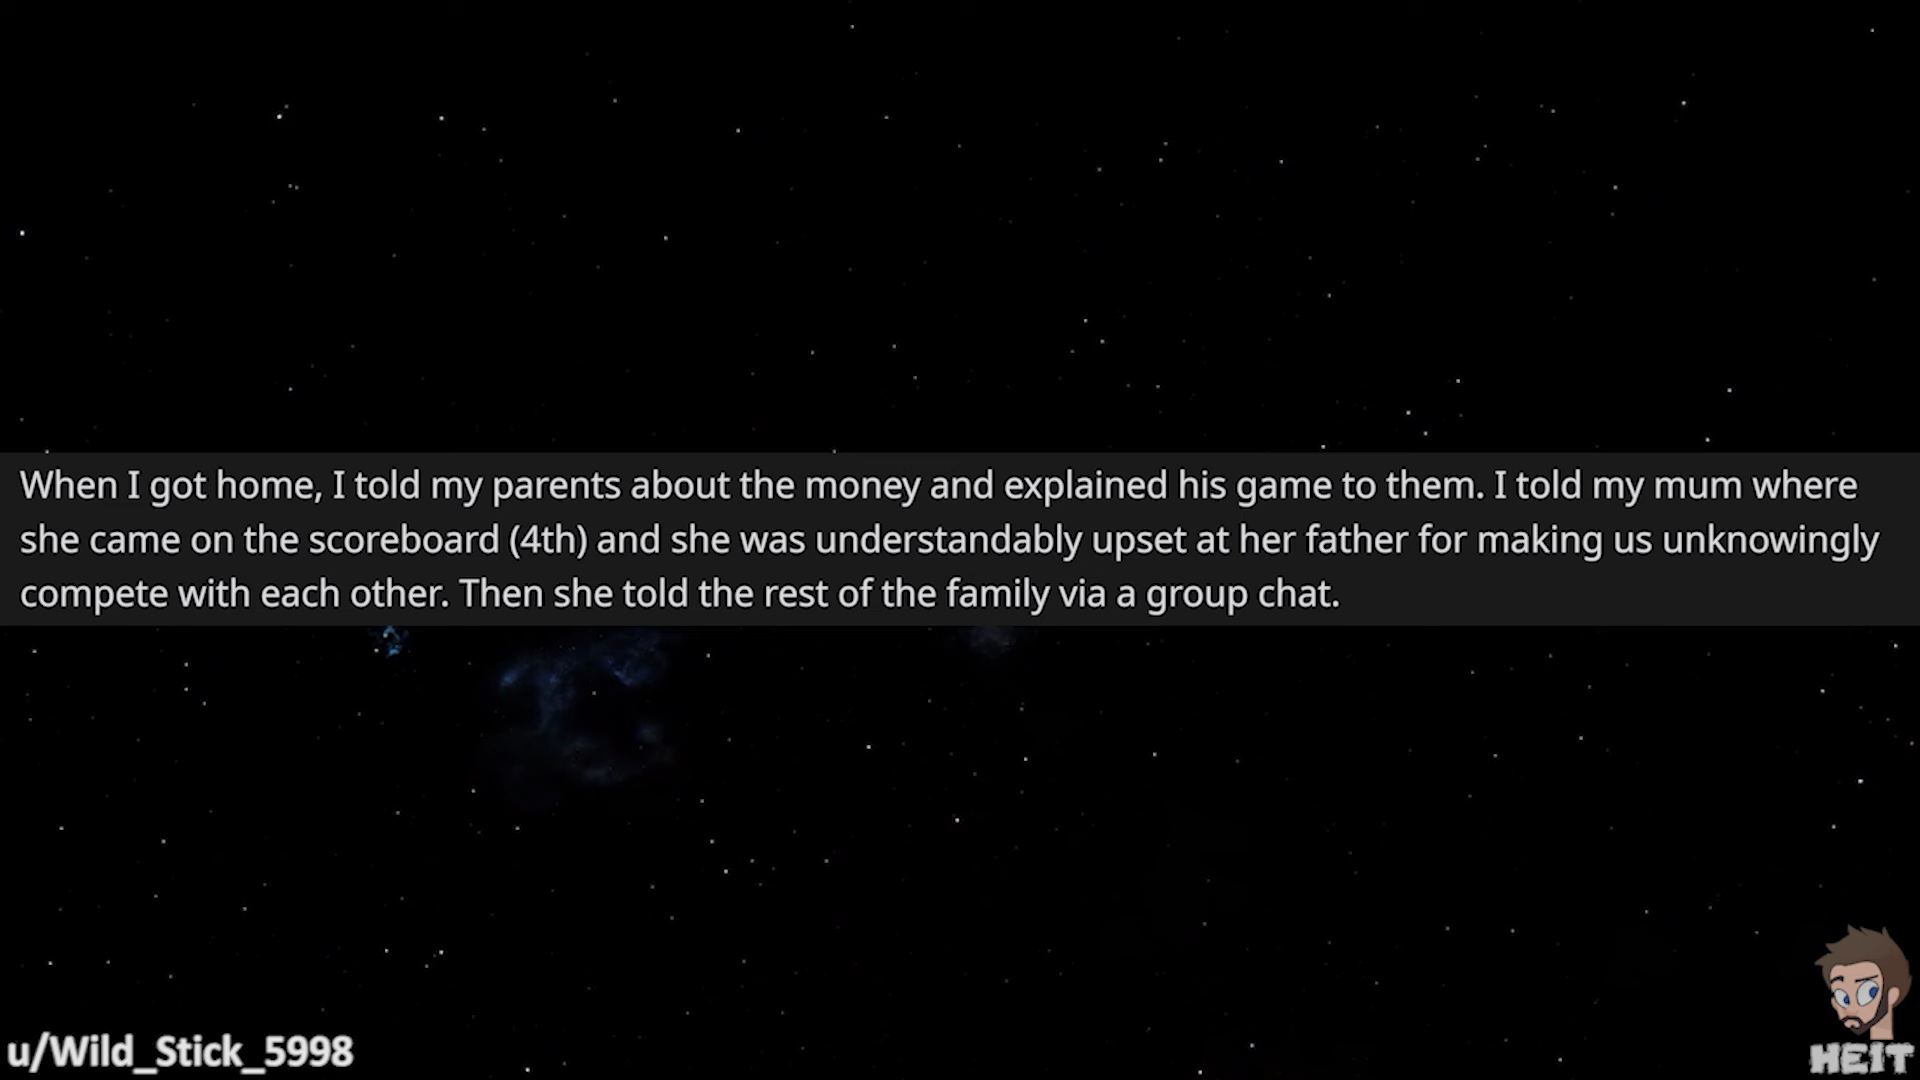 When I got home, I told my parents about the money and explained his game to them. I told my mum where
she came on the scoreboard (4th) and she was understandably upset at her father for making us unknowingly
compete with each other. Then she told the rest of the family via a group chat.
u/Wild_Stick_5998
HEIT